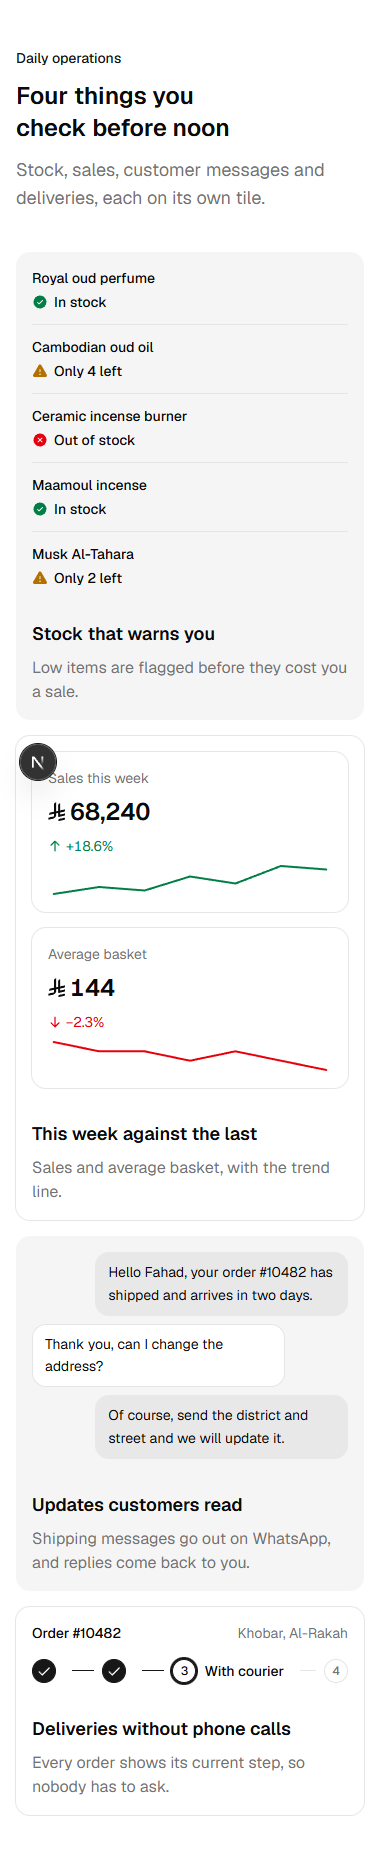 Daily operations
Four things you
check before noon
Stock, sales, customer messages and
deliveries, each on its own tile.
Royal oud perfume
In stock
Cambodian oud oil
Only 4 left
Ceramic incense burner
Out of stock
Maamoul incense
In stock
Musk Al-Tahara
Only 2 left
Stock that warns you
Low items are flagged before they cost you
a sale.
N
Sales this week
⃁ 68,240
↑ +18.6%
Average basket
⃁ 144
↓ −2.3%
This week against the last
Sales and average basket, with the trend
line.
Hello Fahad, your order #10482 has
shipped and arrives in two days.
Thank you, can I change the
address?
Of course, send the district and
street and we will update it.
Updates customers read
Shipping messages go out on WhatsApp,
and replies come back to you.
Order #10482 Khobar, Al-Rakah
3 With courier 4
Deliveries without phone calls
Every order shows its current step, so
nobody has to ask.